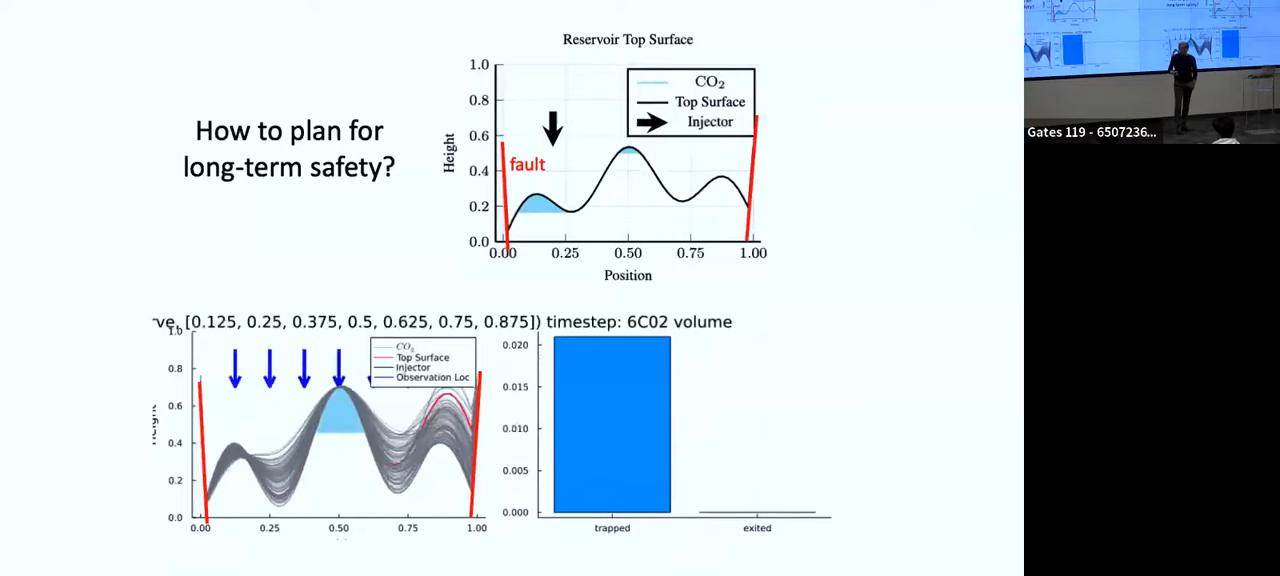 How to plan for
long-term safety?
Reservoir Top Surface
1.0
0.8
0.6
0.4
0.2
0.0
Height
CO₂
Top Surface
Injector
fault
0.00 0.25 0.50 0.75 1.00
Position
ve, [0.125, 0.25, 0.375, 0.5, 0.625, 0.75, 0.875]) timestep: 6C02 volume
1.0
0.8
0.6
0.4
0.2
0.0
CO₂
Top Surface
Injector
Observation Loc
0.00 0.25 0.50 0.75 1.00
0.020
0.015
0.010
0.005
0.000
trapped exited
Gates 119 - 6507236...